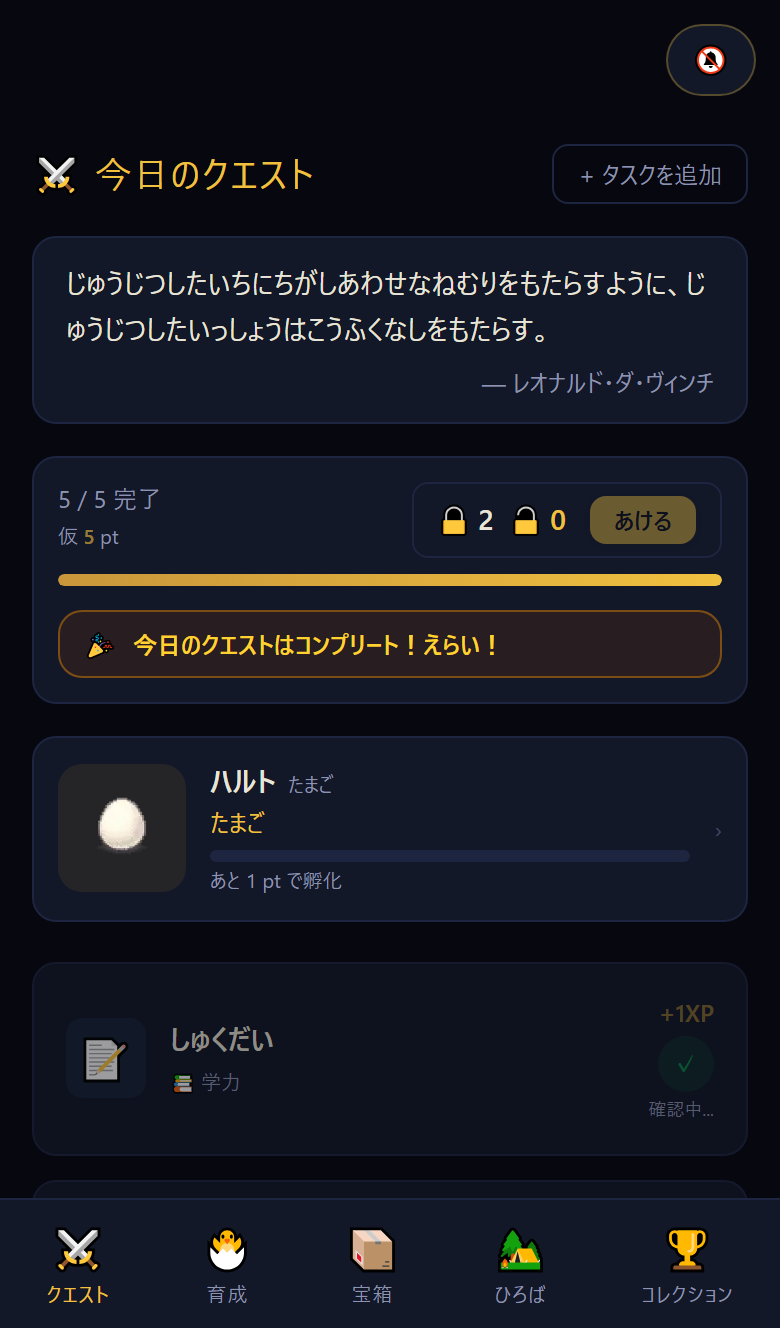 今日のクエスト
+ タスクを追加
じゅうじつしたいちにちがしあわせなねむりをもたらすように、じ
ゅうじつしたいっしょうはこうふくなしをもたらす。
— レオナルド・ダ・ヴィンチ
5 / 5 完了
仮 5 pt
2
0
あける
今日のクエストはコンプリート！えらい！
ハルト たまご
たまご
›
あと 1 pt で孵化
+1XP
しゅくだい
✓
学力
確認中...
クエスト
育成
宝箱
ひろば
コレクション